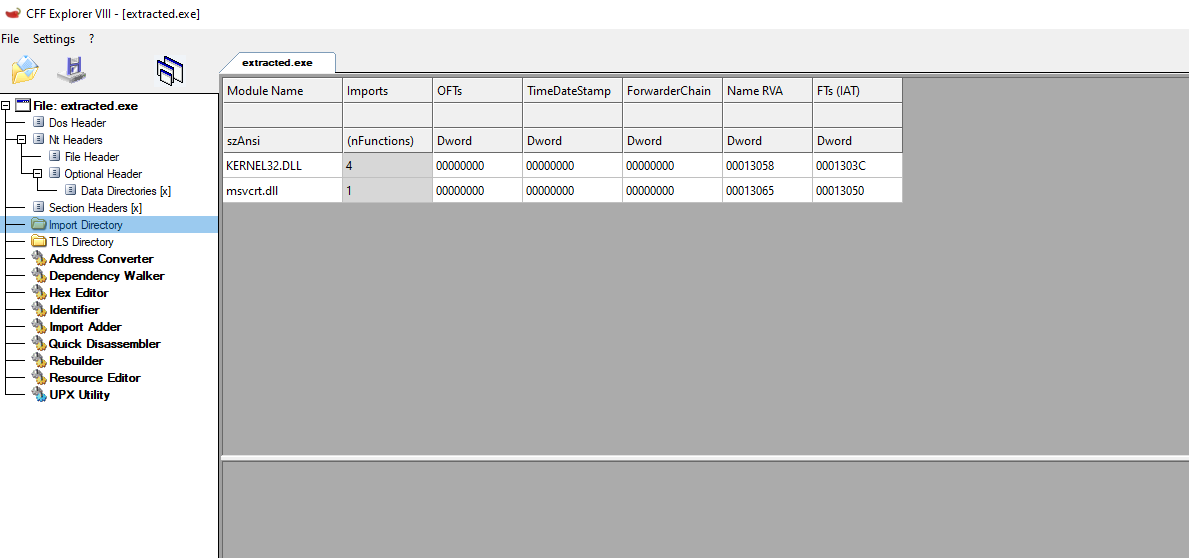 CFF Explorer VIII - [extracted.exe]
File Settings ?
extracted.exe
File: extracted.exe
Dos Header
Nt Headers
File Header
Optional Header
Data Directories [x]
Section Headers [x]
Import Directory
TLS Directory
Address Converter
Dependency Walker
Hex Editor
Identifier
Import Adder
Quick Disassembler
Rebuilder
Resource Editor
UPX Utility
Module Name Imports OFTs TimeDateStamp ForwarderChain Name RVA FTs (IAT)
szAnsi (nFunctions) Dword Dword Dword Dword Dword
KERNEL32.DLL 4 00000000 00000000 00000000 00013058 0001303C
msvcrt.dll 1 00000000 00000000 00000000 00013065 00013050